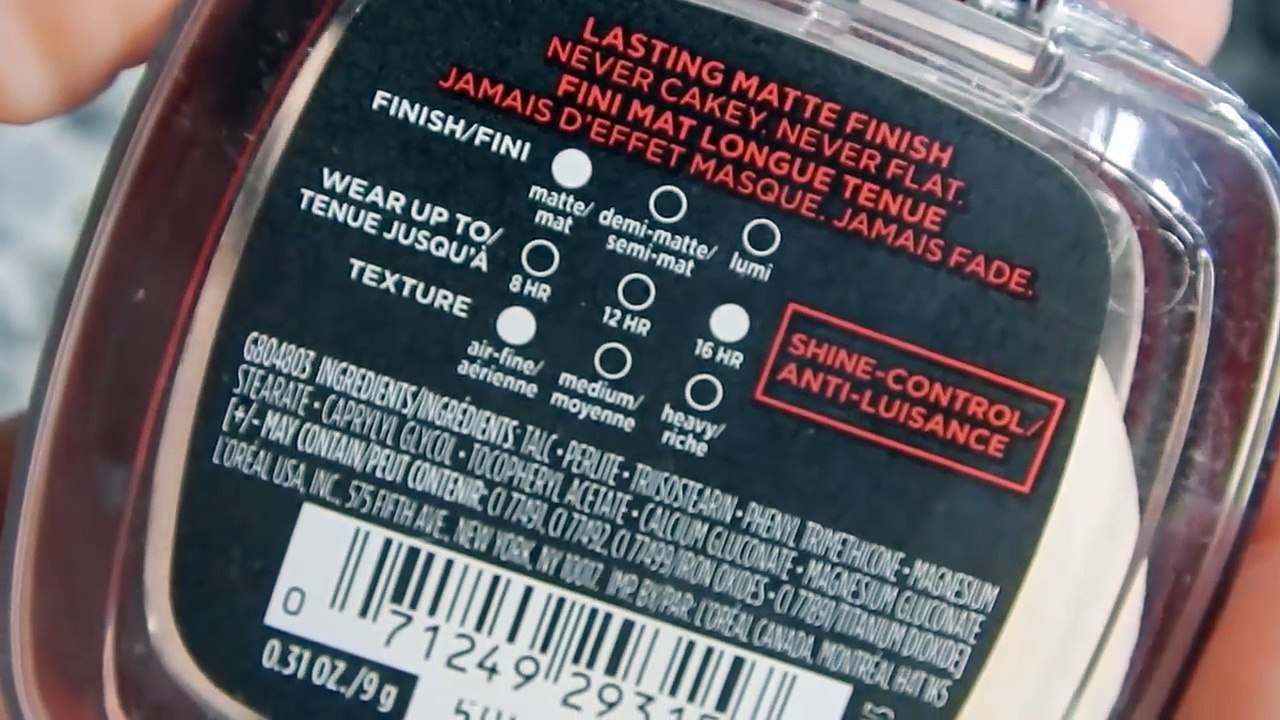 LASTING MATTE FINISH
NEVER CAKEY. NEVER FLAT.
FINI MAT LONGUE TENUE
JAMAIS D'EFFET MASQUE. JAMAIS FADE.
FINISH/FINI
matte/
mat
demi-matte/
semi-mat
lumi
WEAR UP TO/
TENUE JUSQU'À
8 HR
12 HR
16 HR
TEXTURE
air-fine/
aérienne
medium/
moyenne
heavy/
riche
SHINE-CONTROL/
ANTI-LUISANCE
G804803 INGREDIENTS/INGRÉDIENTS: TALC • PERLITE • TRIISOSTEARIN • PHENYL TRIMETHICONE • MAGNESIUM
STEARATE • CAPRYLYL GLYCOL • TOCOPHERYL ACETATE • CALCIUM GLUCONATE • MAGNESIUM GLUCONATE
[+/- MAY CONTAIN/PEUT CONTENIR: CI 77491, CI 77492, CI 77499/IRON OXIDES • CI 77891/TITANIUM DIOXIDE]
L'ORÉAL USA, INC. 575 FIFTH AVE., NEW YORK, NY 10017. IMP. BY/PAR: L'ORÉAL CANADA, MONTRÉAL H4T 1K5
0 71249 2931
0.31 OZ./9 g